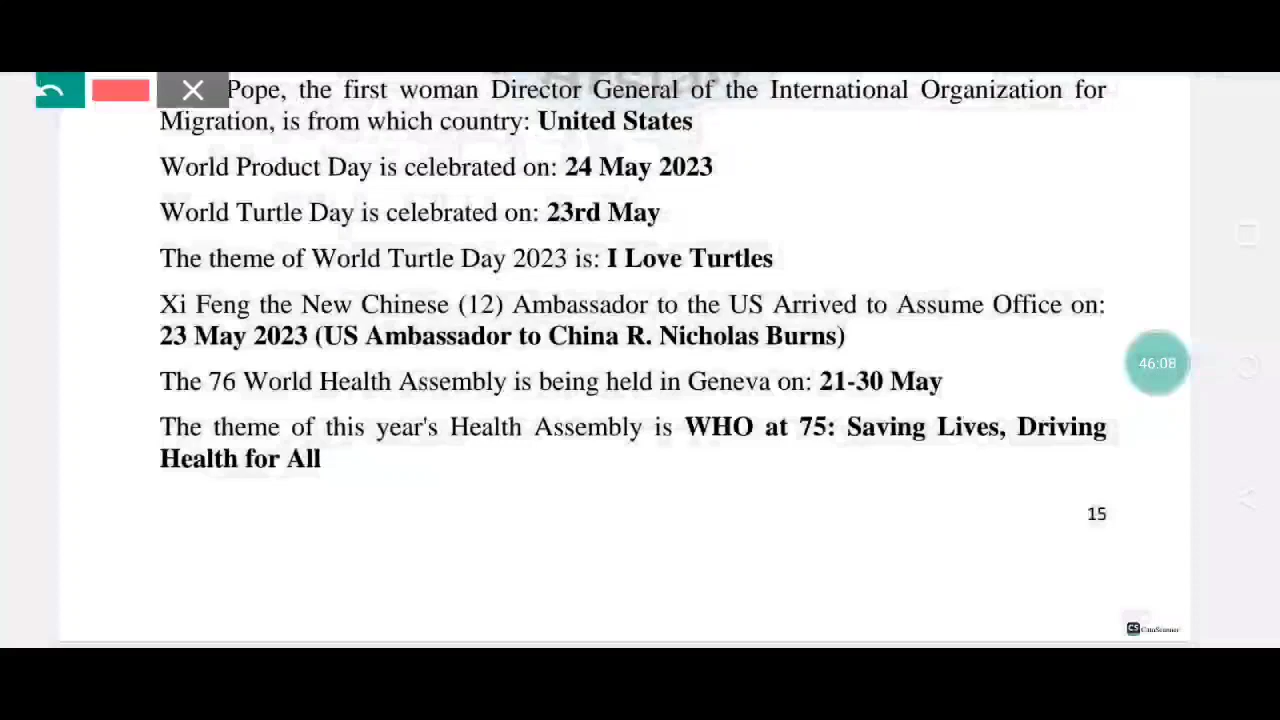 Pope, the first woman Director General of the International Organization for
Migration, is from which country: United States
World Product Day is celebrated on: 24 May 2023
World Turtle Day is celebrated on: 23rd May
The theme of World Turtle Day 2023 is: I Love Turtles
Xi Feng the New Chinese (12) Ambassador to the US Arrived to Assume Office on:
23 May 2023 (US Ambassador to China R. Nicholas Burns)
46:08
The 76 World Health Assembly is being held in Geneva on: 21-30 May
The theme of this year's Health Assembly is WHO at 75: Saving Lives, Driving
Health for All
15
CS CamScanner